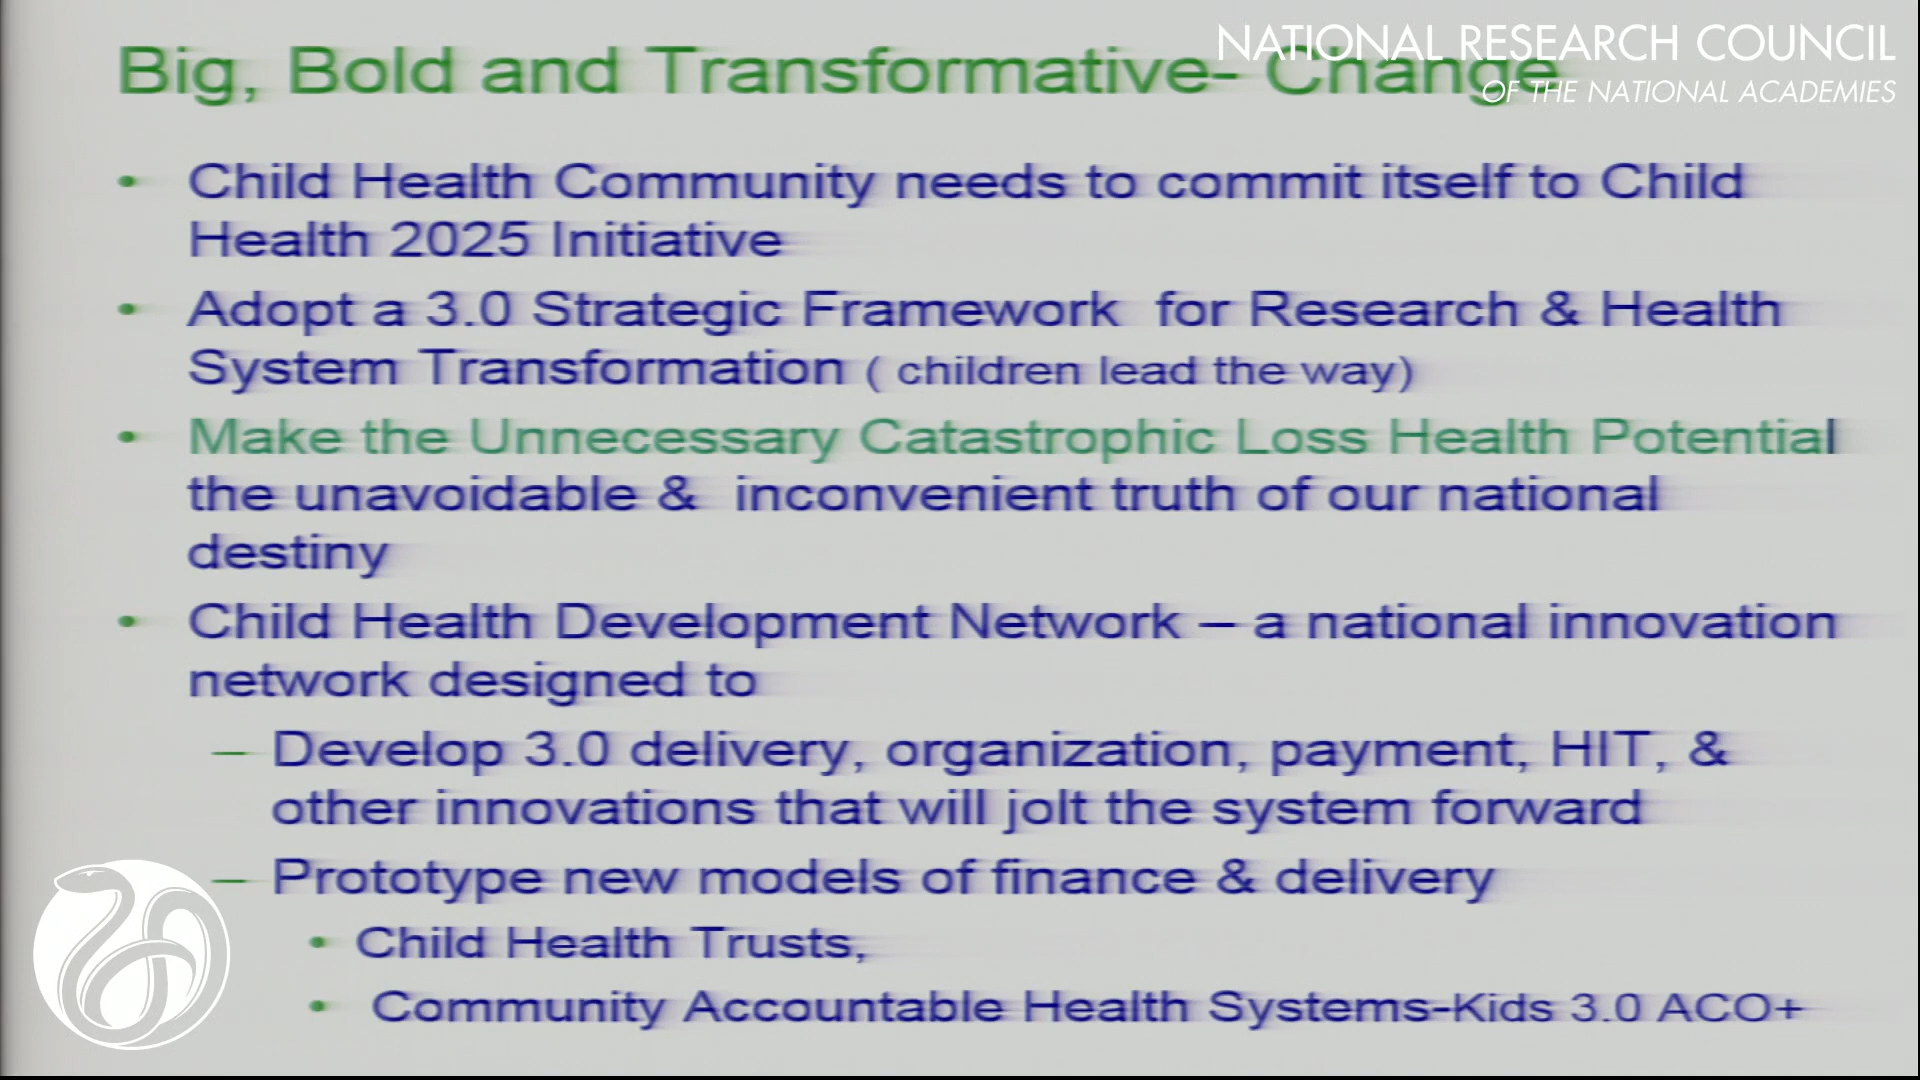 Big, Bold and Transformative- Change
NATIONAL RESEARCH COUNCIL
OF THE NATIONAL ACADEMIES
• Child Health Community needs to commit itself to Child
Health 2025 Initiative
• Adopt a 3.0 Strategic Framework for Research & Health
System Transformation ( children lead the way)
• Make the Unnecessary Catastrophic Loss Health Potential
the unavoidable & inconvenient truth of our national
destiny
• Child Health Development Network – a national innovation
network designed to
– Develop 3.0 delivery, organization, payment, HIT, &
other innovations that will jolt the system forward
– Prototype new models of finance & delivery
• Child Health Trusts,
• Community Accountable Health Systems-Kids 3.0 ACO+